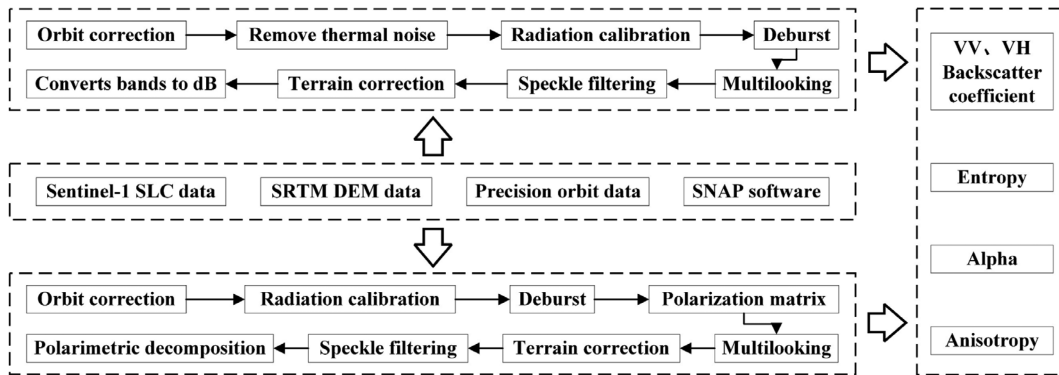 Orbit correction
Remove thermal noise
Radiation calibration
Deburst
Converts bands to dB
Terrain correction
Speckle filtering
Multilooking
VV、VH
Backscatter
coefficient
Sentinel-1 SLC data
SRTM DEM data
Precision orbit data
SNAP software
Entropy
Alpha
Orbit correction
Radiation calibration
Deburst
Polarization matrix
Polarimetric decomposition
Speckle filtering
Terrain correction
Multilooking
Anisotropy